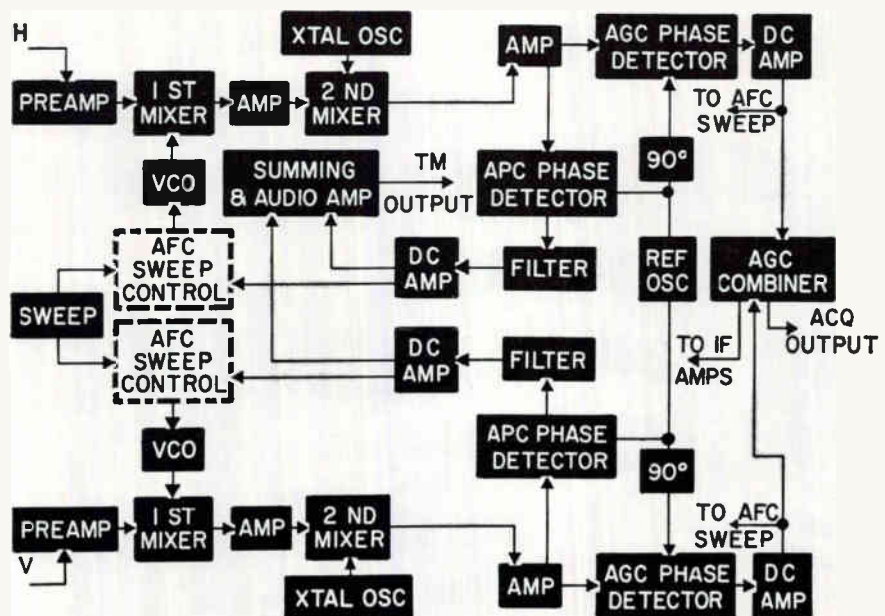 H
XTAL OSC
AMP
AGC PHASE
DETECTOR
DC
AMP
PREAMP
1 ST
MIXER
AMP
2 ND
MIXER
TO AFC
SWEEP
VCO
SUMMING
& AUDIO AMP
TM
OUTPUT
APC PHASE
DETECTOR
90°
AFC
SWEEP
CONTROL
DC
AMP
FILTER
REF
OSC
AGC
COMBINER
SWEEP
ACQ
OUTPUT
AFC
SWEEP
CONTROL
DC
AMP
FILTER
TO IF
AMPS
VCO
APC PHASE
DETECTOR
90°
PREAMP
V
1 ST
MIXER
AMP
2 ND
MIXER
TO AFC
SWEEP
XTAL OSC
AMP
AGC PHASE
DETECTOR
DC
AMP